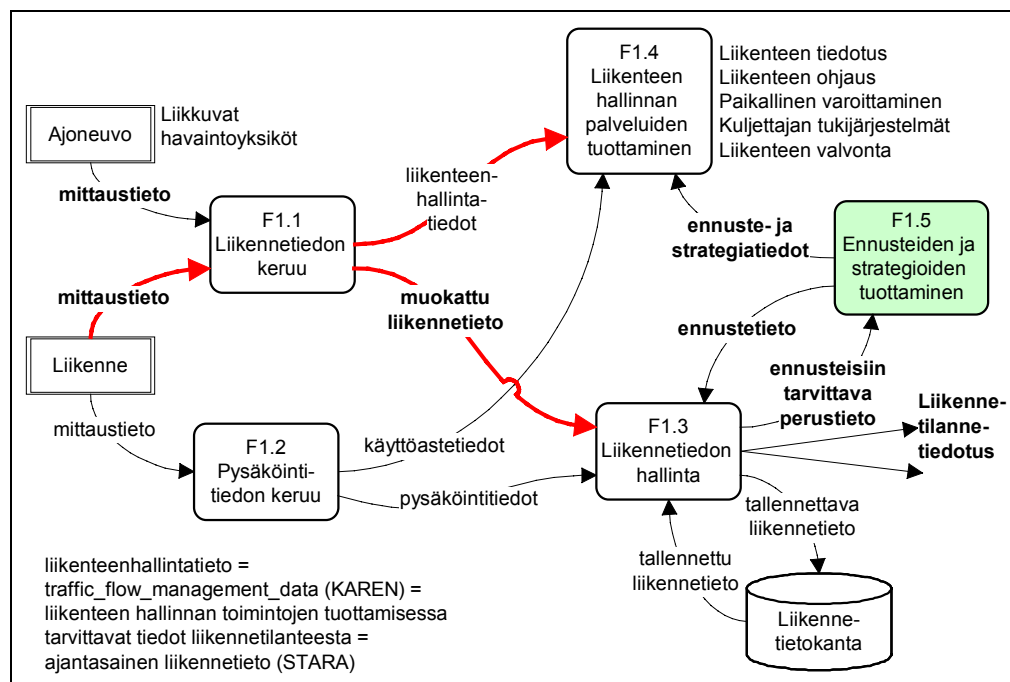 Ajoneuvo
Liikkuvat
havaintoyksiköt
F1.4
Liikenteen
hallinnan
palveluiden
tuottaminen
Liikenteen tiedotus
Liikenteen ohjaus
Paikallinen varoittaminen
Kuljettajan tukijärjestelmät
Liikenteen valvonta
mittaustieto
F1.1
Liikennetiedon
keruu
liikenteen-
hallinta-
tiedot
ennuste- ja
strategiatiedot
F1.5
Ennusteiden ja
strategioiden
tuottaminen
mittaustieto
muokattu
liikennetieto
ennustetieto
Liikenne
ennusteisiin
tarvittava
perustieto
mittaustieto
F1.2
Pysäköinti-
tiedon keruu
käyttöastetiedot
pysäköintitiedot
F1.3
Liikennetiedon
hallinta
Liikenne-
tilanne-
tiedotus
tallennettava
liikennetieto
tallennettu
liikennetieto
Liikenne-
tietokanta
liikenteenhallintatieto =
traffic_flow_management_data (KAREN) =
liikenteen hallinnan toimintojen tuottamisessa
tarvittavat tiedot liikennetilanteesta =
ajantasainen liikennetieto (STARA)